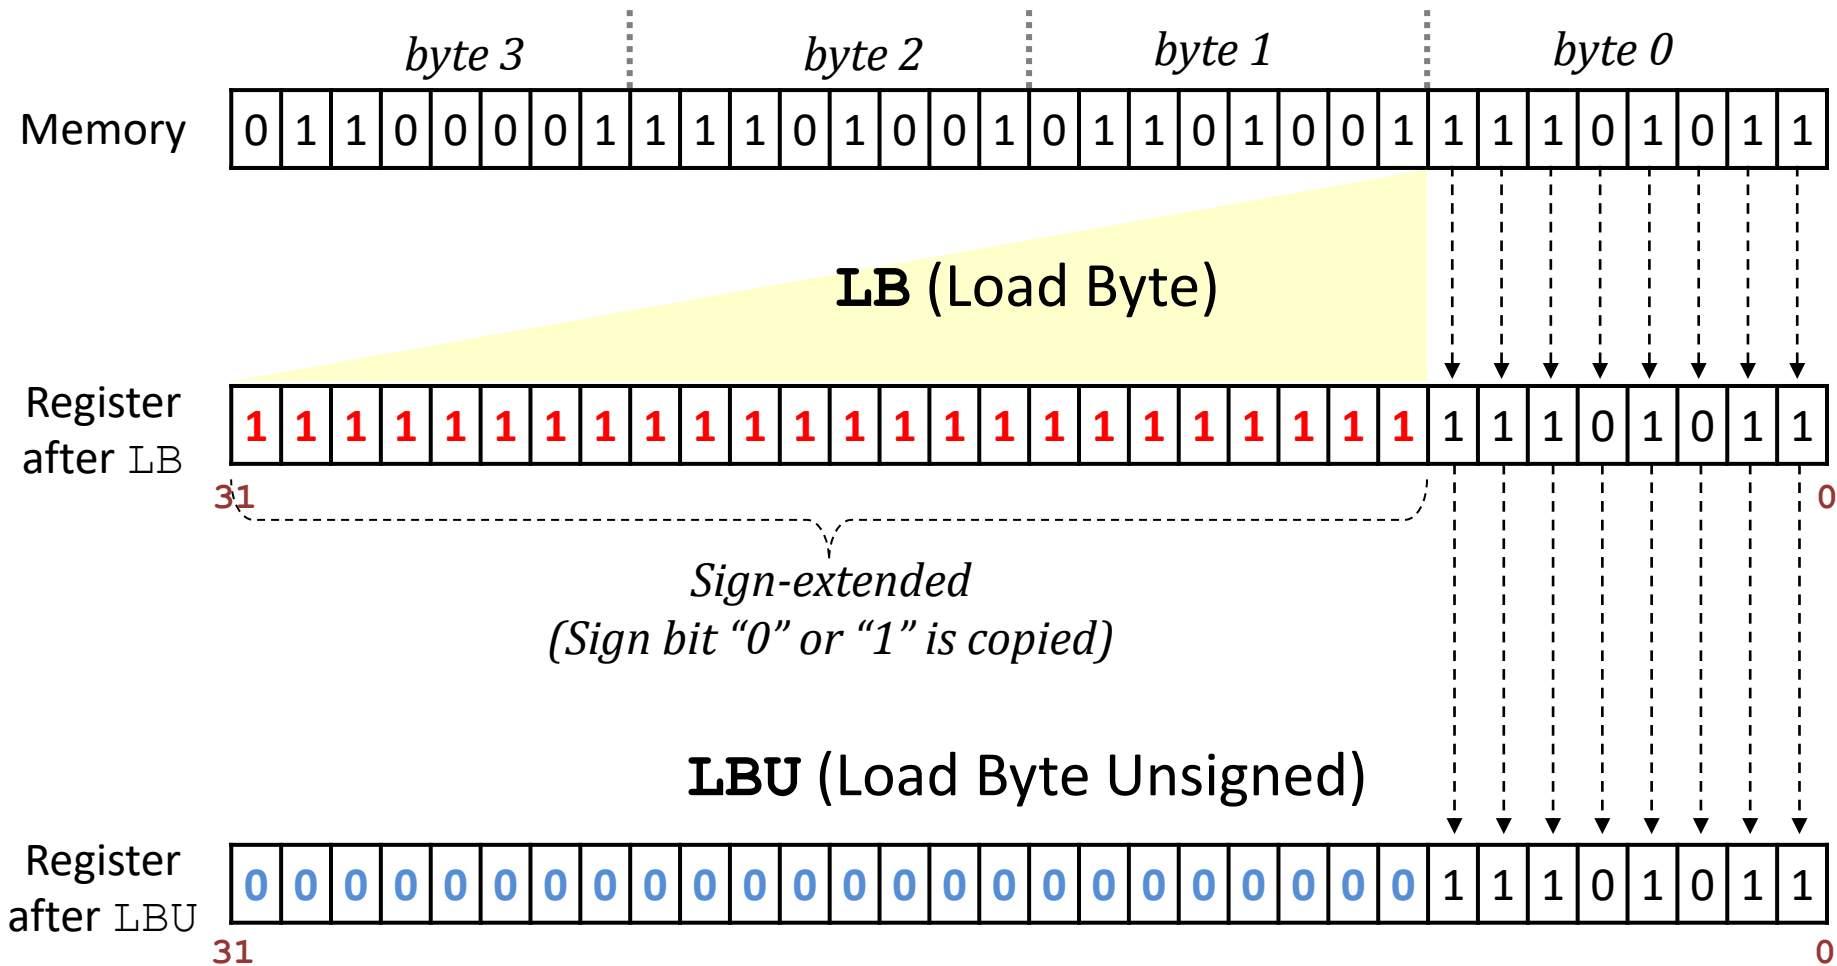 byte 3 byte 2 byte 1 byte 0
Memory 0 1 1 0 0 0 0 1 1 1 1 0 1 0 0 1 0 1 1 0 1 0 0 1 1 1 1 0 1 0 1 1
LB (Load Byte)
Register
after LB
1 1 1 1 1 1 1 1 1 1 1 1 1 1 1 1 1 1 1 1 1 1 1 1 1 1 1 0 1 0 1 1
31 0
Sign-extended
(Sign bit “0” or “1” is copied)
LBU (Load Byte Unsigned)
Register
after LBU
0 0 0 0 0 0 0 0 0 0 0 0 0 0 0 0 0 0 0 0 0 0 0 0 1 1 1 0 1 0 1 1
31 0